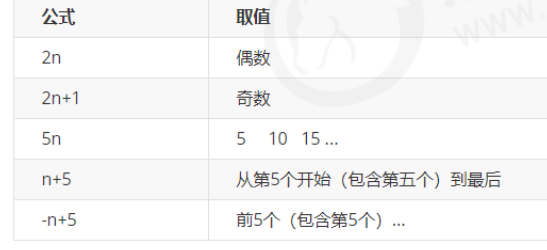 公式 取值
2n 偶数
2n+1 奇数
5n 5 10 15 ...
n+5 从第5个开始（包含第五个）到最后
-n+5 前5个（包含第5个）...
www.